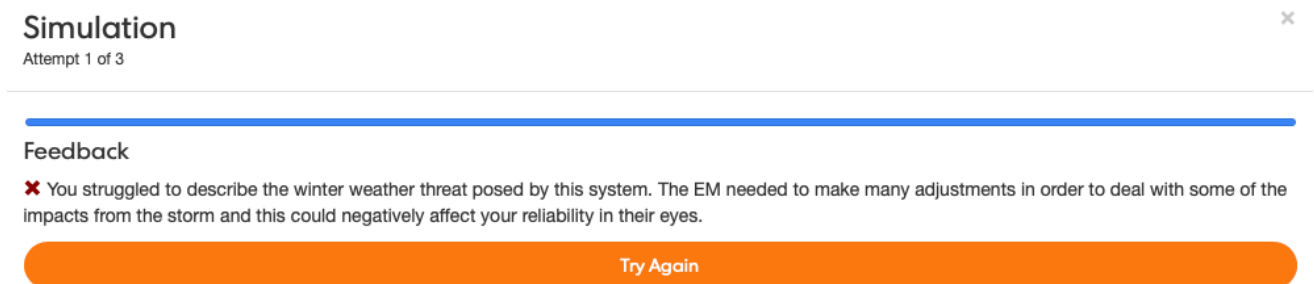 Simulation
×
Attempt 1 of 3
Feedback
✖ You struggled to describe the winter weather threat posed by this system. The EM needed to make many adjustments in order to deal with some of the
impacts from the storm and this could negatively affect your reliability in their eyes.
Try Again